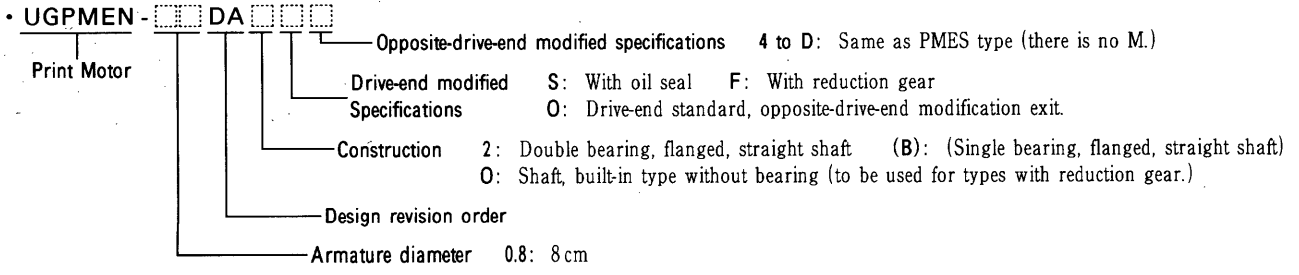 • UGPMEN - DA
Opposite-drive-end modified specifications 4 to D: Same as PMES type (there is no M.)
Print Motor
Drive-end modified S: With oil seal F: With reduction gear
Specifications O: Drive-end standard, opposite-drive-end modification exit.
Construction 2: Double bearing, flanged, straight shaft (B): (Single bearing, flanged, straight shaft)
O: Shaft, built-in type without bearing (to be used for types with reduction gear.)
Design revision order
Armature diameter 0.8: 8 cm